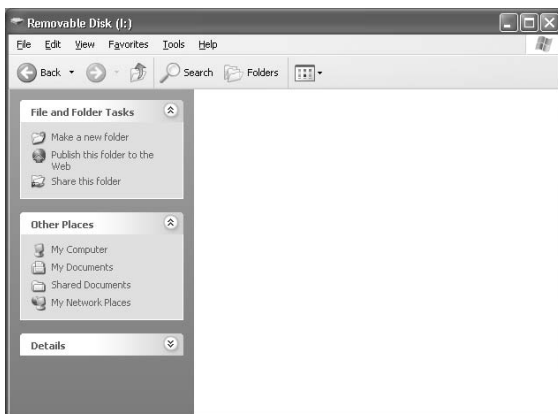 Removable Disk (I:)
File Edit View Favorites Tools Help
Back Search Folders
File and Folder Tasks
Make a new folder
Publish this folder to the
Web
Share this folder
Other Places
My Computer
My Documents
Shared Documents
My Network Places
Details